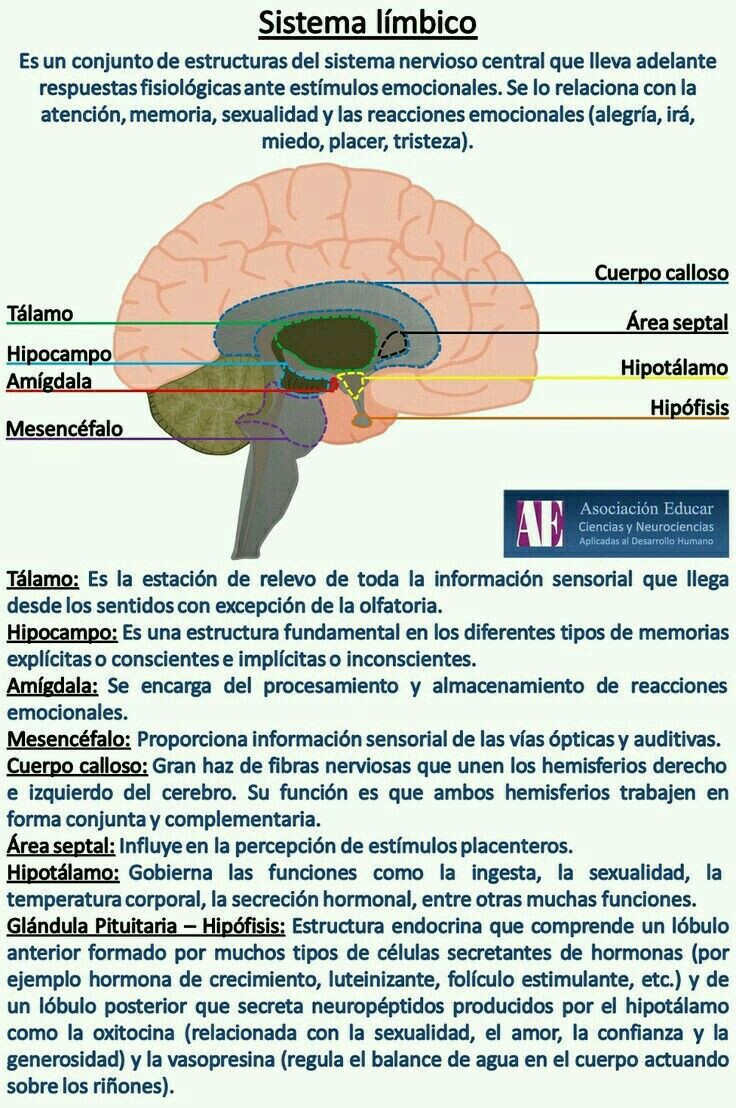 Sistema límbico
Es un conjunto de estructuras del sistema nervioso central que lleva adelante
respuestas fisiológicas ante estímulos emocionales. Se lo relaciona con la
atención, memoria, sexualidad y las reacciones emocionales (alegría, irá,
miedo, placer, tristeza).
Cuerpo calloso
Tálamo
Área septal
Hipocampo
Hipotálamo
Amígdala
Hipófisis
Mesencéfalo
AE
Asociación Educar
Ciencias y Neurociencias
Aplicadas al Desarrollo Humano
Tálamo: Es la estación de relevo de toda la información sensorial que llega
desde los sentidos con excepción de la olfatoria.
Hipocampo: Es una estructura fundamental en los diferentes tipos de memorias
explícitas o conscientes e implícitas o inconscientes.
Amígdala: Se encarga del procesamiento y almacenamiento de reacciones
emocionales.
Mesencéfalo: Proporciona información sensorial de las vías ópticas y auditivas.
Cuerpo calloso: Gran haz de fibras nerviosas que unen los hemisferios derecho
e izquierdo del cerebro. Su función es que ambos hemisferios trabajen en
forma conjunta y complementaria.
Área septal: Influye en la percepción de estímulos placenteros.
Hipotálamo: Gobierna las funciones como la ingesta, la sexualidad, la
temperatura corporal, la secreción hormonal, entre otras muchas funciones.
Glándula Pituitaria – Hipófisis: Estructura endocrina que comprende un lóbulo
anterior formado por muchos tipos de células secretantes de hormonas (por
ejemplo hormona de crecimiento, luteinizante, folículo estimulante, etc.) y de
un lóbulo posterior que secreta neuropéptidos producidos por el hipotálamo
como la oxitocina (relacionada con la sexualidad, el amor, la confianza y la
generosidad) y la vasopresina (regula el balance de agua en el cuerpo actuando
sobre los riñones).